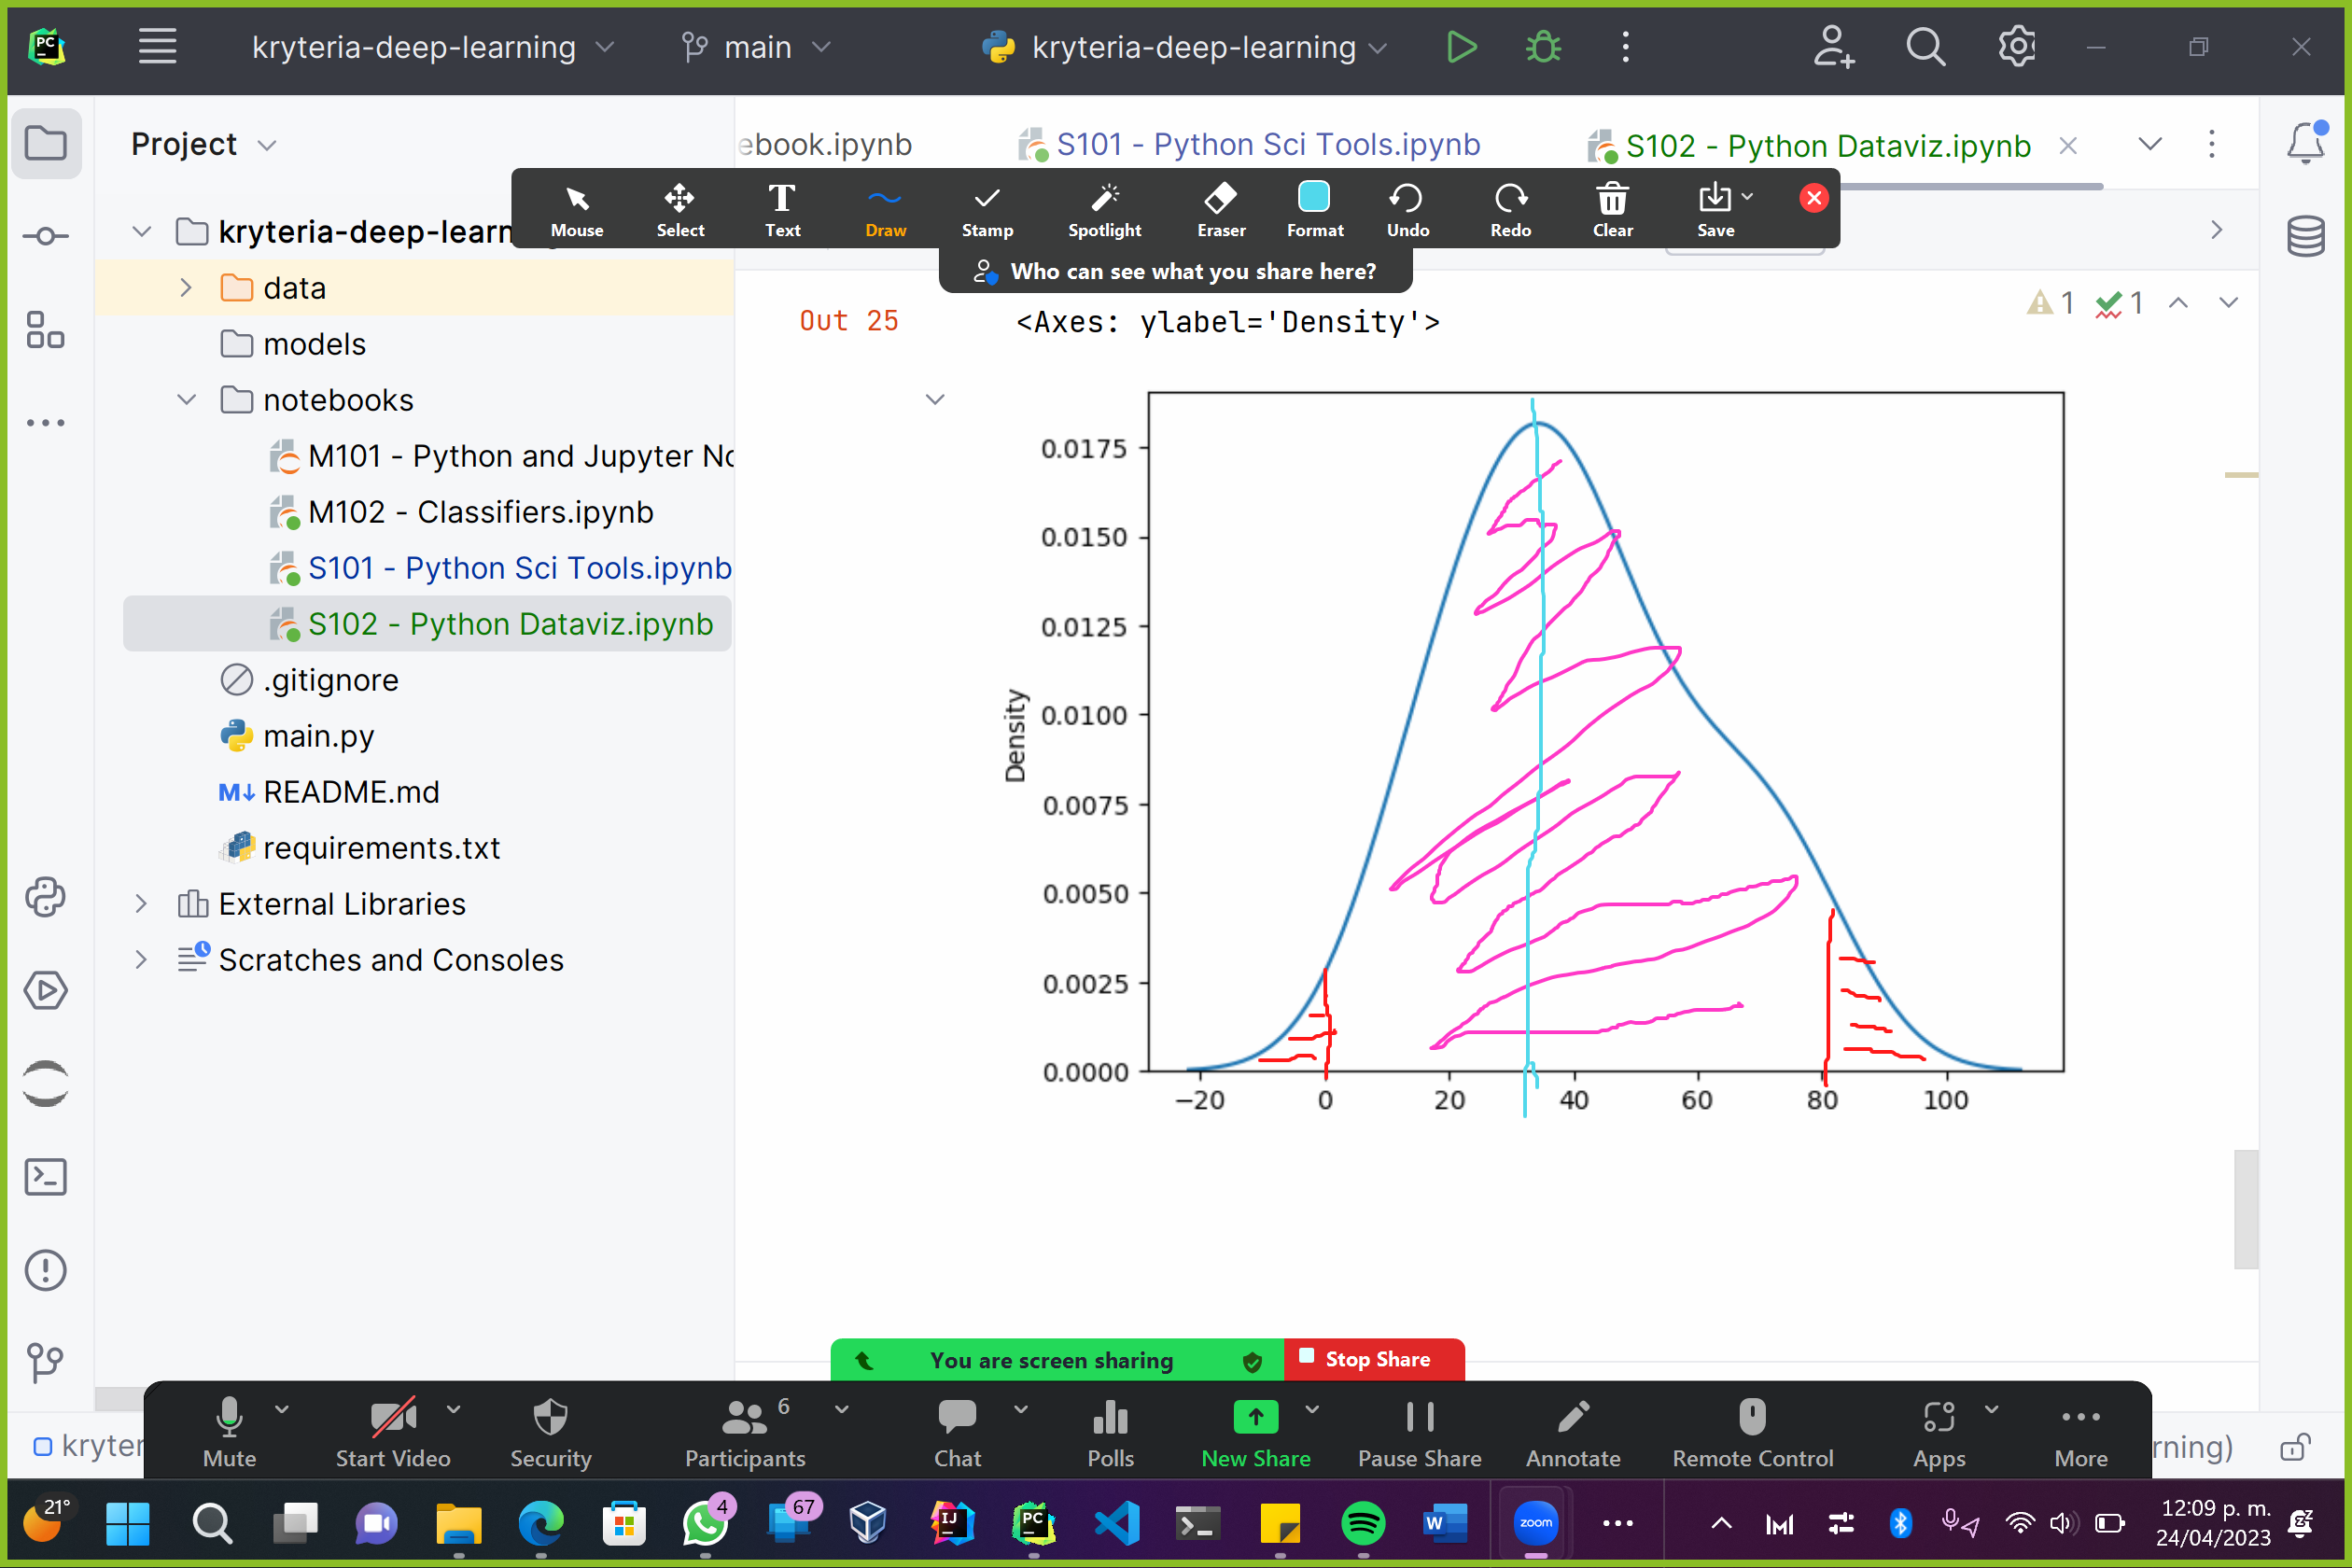 PC
kryteria-deep-learning
main
kryteria-deep-learning
Project
ebook.ipynb
S101 - Python Sci Tools.ipynb
S102 - Python Dataviz.ipynb
Mouse
Select
Text
Draw
Stamp
Spotlight
Eraser
Format
Undo
Redo
Clear
Save
Who can see what you share here?
kryteria-deep-learn
data
models
notebooks
M101 - Python and Jupyter No
M102 - Classifiers.ipynb
S101 - Python Sci Tools.ipynb
S102 - Python Dataviz.ipynb
.gitignore
main.py
M↓ README.md
requirements.txt
External Libraries
Scratches and Consoles
Out 25
<Axes: ylabel='Density'>
1
1
Density
0.0175
0.0150
0.0125
0.0100
0.0075
0.0050
0.0025
0.0000
−20
0
20
40
60
80
100
You are screen sharing
Stop Share
kryter
Mute
Start Video
Security
Participants
6
Chat
Polls
New Share
Pause Share
Annotate
Remote Control
Apps
More
rning)
21°
4
67
IJ
PC
W
zoom
12:09 p. m.
24/04/2023